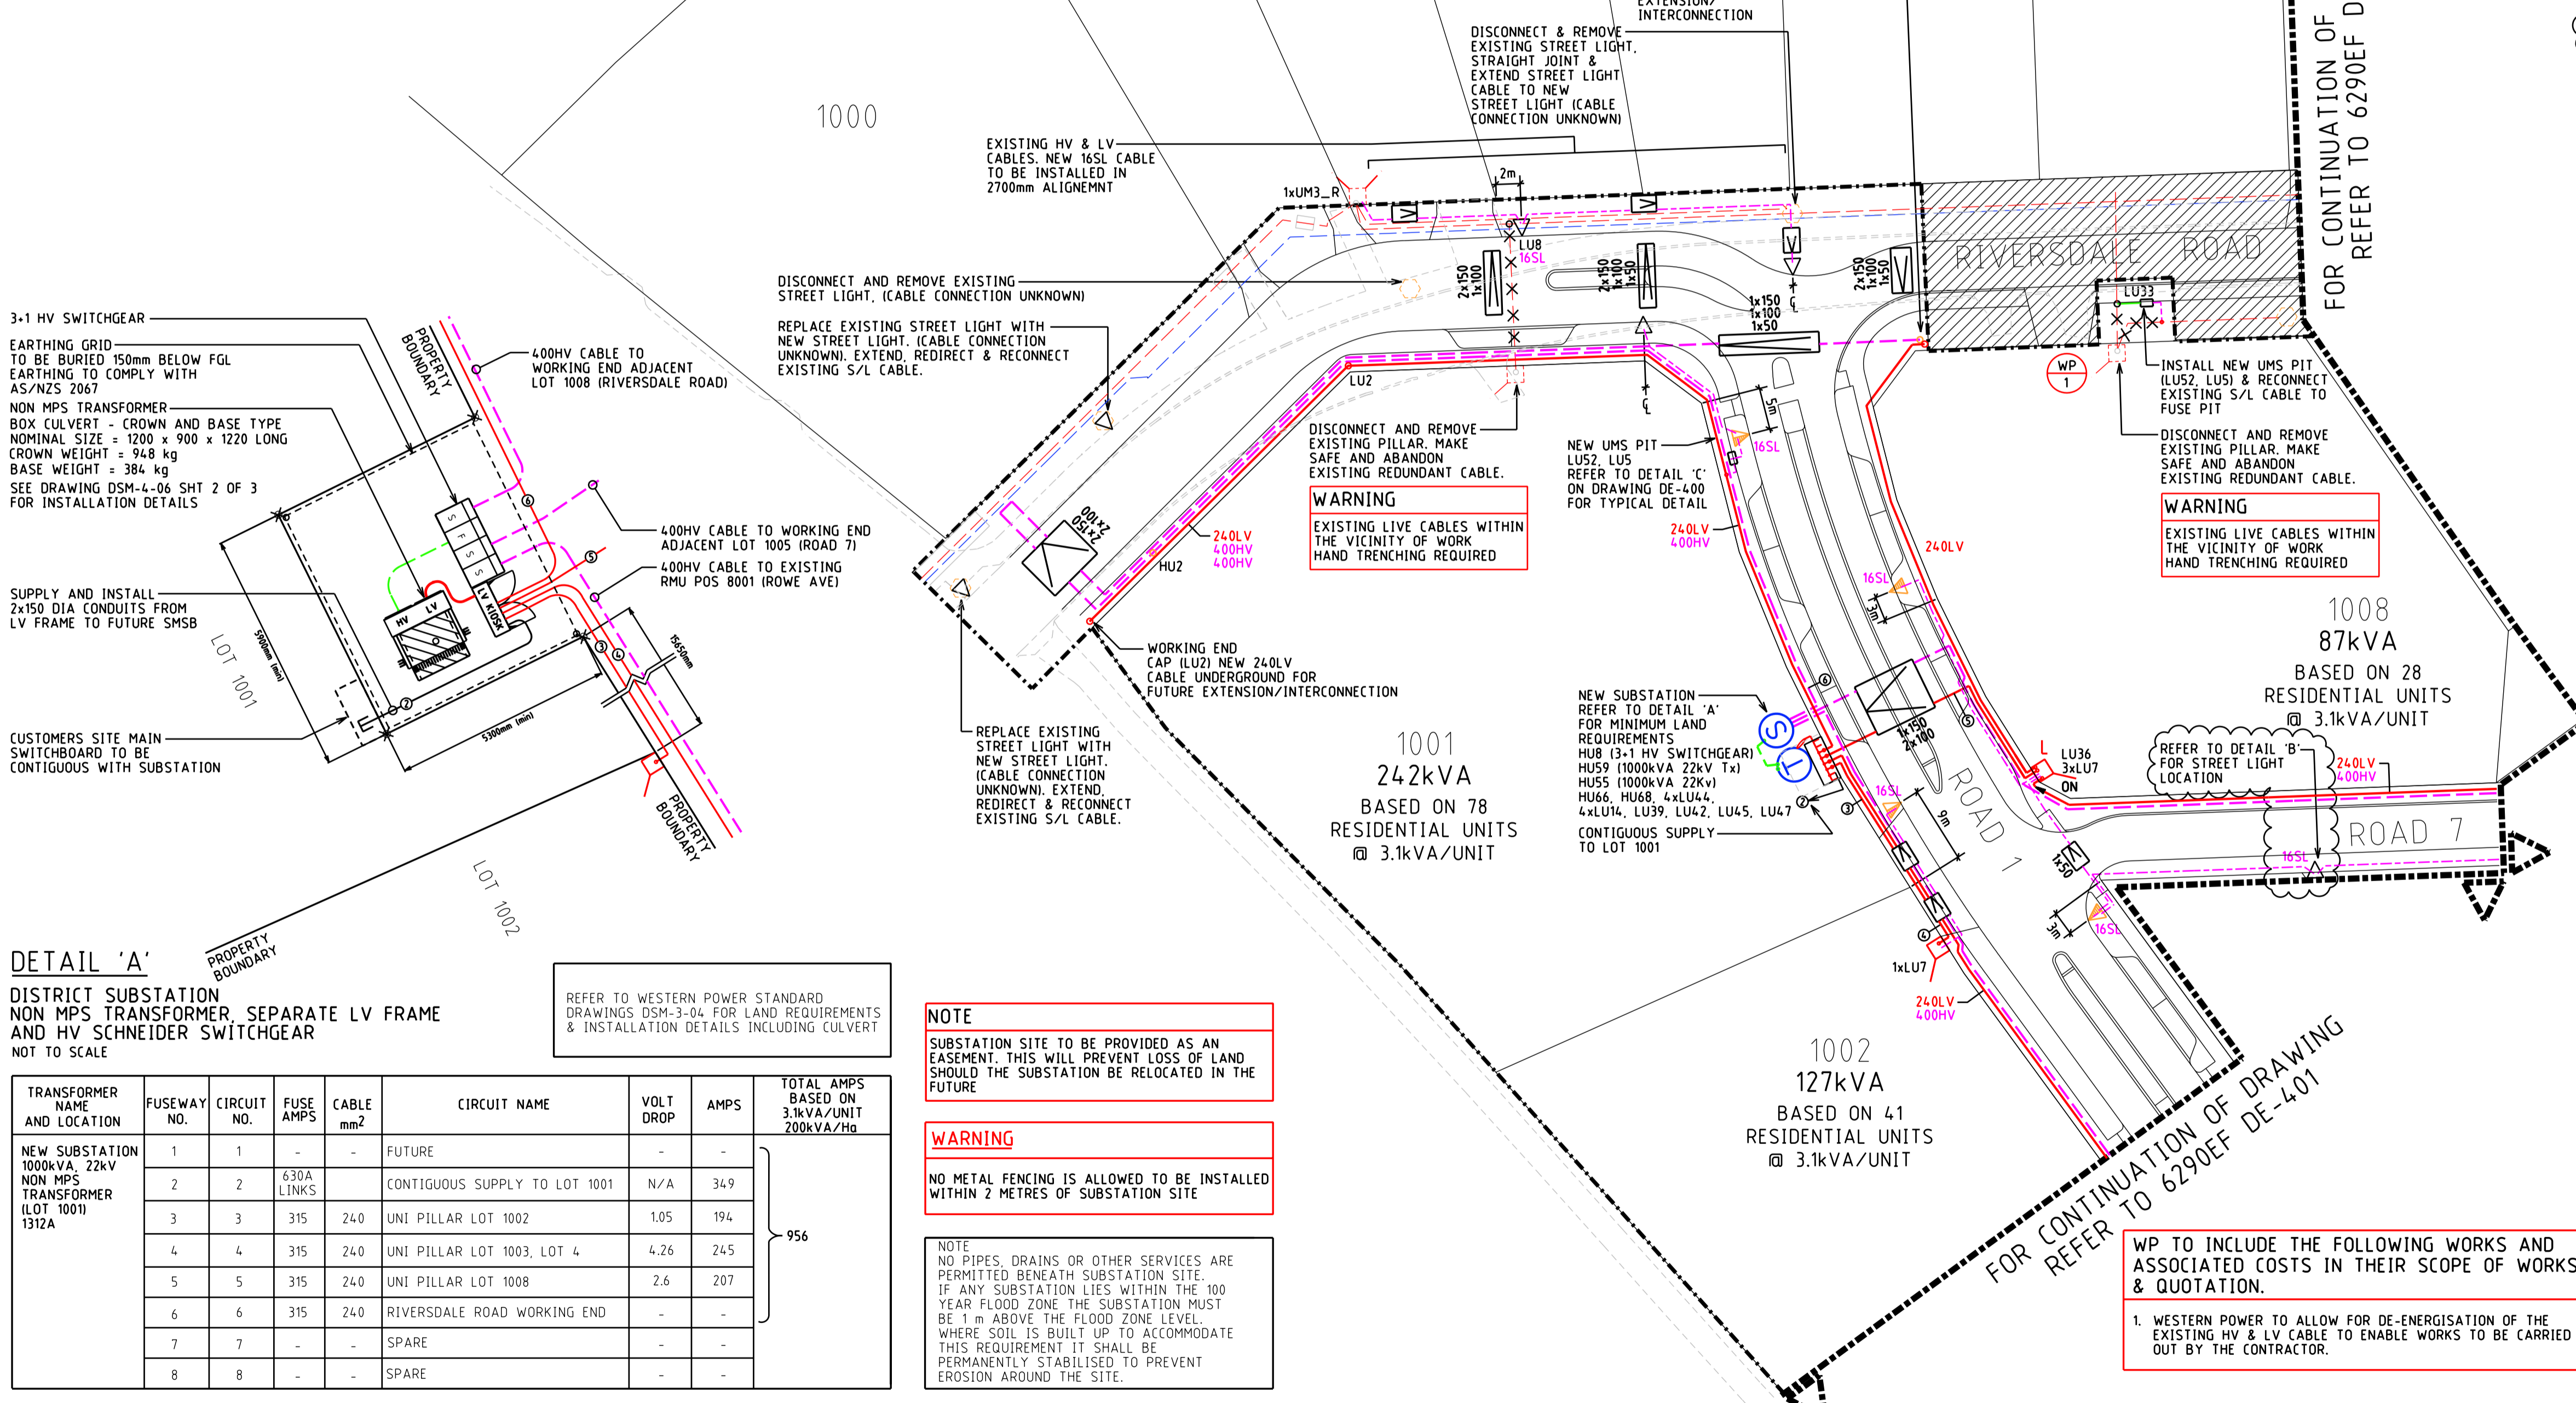 EXTENSION/
INTERCONNECTION
DISCONNECT & REMOVE
EXISTING STREET LIGHT,
STRAIGHT JOINT &
EXTEND STREET LIGHT
CABLE TO NEW
STREET LIGHT (CABLE
CONNECTION UNKNOWN)
FOR CONTINUATION OF
REFER TO 6290EF D
1000
EXISTING HV & LV
CABLES. NEW 16SL CABLE
TO BE INSTALLED IN
2700mm ALIGNEMNT
1xUM3_R
2m
LU8
16SL
2x150
1x100
2x150
1x100
1x50
1x150
1x100
1x50
2x150
1x100
1x50
RIVERSDALE ROAD
LU33
WP
1
DISCONNECT AND REMOVE EXISTING
STREET LIGHT, (CABLE CONNECTION UNKNOWN)
REPLACE EXISTING STREET LIGHT WITH
NEW STREET LIGHT. (CABLE CONNECTION
UNKNOWN). EXTEND, REDIRECT & RECONNECT
EXISTING S/L CABLE.
INSTALL NEW UMS PIT
(LU52, LU5) & RECONNECT
EXISTING S/L CABLE TO
FUSE PIT
DISCONNECT AND REMOVE
EXISTING PILLAR. MAKE
SAFE AND ABANDON
EXISTING REDUNDANT CABLE.
WARNING
EXISTING LIVE CABLES WITHIN
THE VICINITY OF WORK
HAND TRENCHING REQUIRED
3+1 HV SWITCHGEAR
EARTHING GRID
TO BE BURIED 150mm BELOW FGL
EARTHING TO COMPLY WITH
AS/NZS 2067
NON MPS TRANSFORMER
BOX CULVERT - CROWN AND BASE TYPE
NOMINAL SIZE = 1200 x 900 x 1220 LONG
CROWN WEIGHT = 948 kg
BASE WEIGHT = 384 kg
SEE DRAWING DSM-4-06 SHT 2 OF 3
FOR INSTALLATION DETAILS
SUPPLY AND INSTALL
2x150 DIA CONDUITS FROM
LV FRAME TO FUTURE SMSB
CUSTOMERS SITE MAIN
SWITCHBOARD TO BE
CONTIGUOUS WITH SUBSTATION
PROPERTY
BOUNDARY
400HV CABLE TO
WORKING END ADJACENT
LOT 1008 (RIVERSDALE ROAD)
400HV CABLE TO WORKING END
ADJACENT LOT 1005 (ROAD 7)
400HV CABLE TO EXISTING
RMU POS 8001 (ROWE AVE)
S
F
S
S
LV KIOSK
HV
LV
6
5
3
4
2
5900mm (min)
5300mm (min)
15650mm
LOT 1001
LOT 1002
PROPERTY
BOUNDARY
PROPERTY
BOUNDARY
LU2
DISCONNECT AND REMOVE
EXISTING PILLAR. MAKE
SAFE AND ABANDON
EXISTING REDUNDANT CABLE.
WARNING
EXISTING LIVE CABLES WITHIN
THE VICINITY OF WORK
HAND TRENCHING REQUIRED
NEW UMS PIT
LU52, LU5
REFER TO DETAIL 'C'
ON DRAWING DE-400
FOR TYPICAL DETAIL
5m
16SL
240LV
400HV
240LV
16SL
3m
2x150
2x100
240LV
400HV
400HV
HU2
WORKING END
CAP (LU2) NEW 240LV
CABLE UNDERGROUND FOR
FUTURE EXTENSION/INTERCONNECTION
REPLACE EXISTING
STREET LIGHT WITH
NEW STREET LIGHT.
(CABLE CONNECTION
UNKNOWN). EXTEND,
REDIRECT & RECONNECT
EXISTING S/L CABLE.
1001
242kVA
BASED ON 78
RESIDENTIAL UNITS
@ 3.1kVA/UNIT
NEW SUBSTATION
REFER TO DETAIL 'A'
FOR MINIMUM LAND
REQUIREMENTS
HU8 (3+1 HV SWITCHGEAR)
HU59 (1000kVA 22kV Tx)
HU55 (1000kVA 22Kv)
HU66, HU68, 4xLU44,
4xLU14, LU39, LU42, LU45, LU47
CONTIGUOUS SUPPLY
TO LOT 1001
S
T
6
5
2
3
4
1x150
2x100
16SL
9m
ROAD 1
1xLU7
240LV
400HV
1008
87kVA
BASED ON 28
RESIDENTIAL UNITS
@ 3.1kVA/UNIT
L
LU36
3xLU7
ON
REFER TO DETAIL 'B'
FOR STREET LIGHT
LOCATION
240LV
400HV
ROAD 7
16SL
1x50
3m
16SL
1002
127kVA
BASED ON 41
RESIDENTIAL UNITS
@ 3.1kVA/UNIT
FOR CONTINUATION OF DRAWING
REFER TO 6290EF DE-401
DETAIL 'A'
DISTRICT SUBSTATION
NON MPS TRANSFORMER, SEPARATE LV FRAME
AND HV SCHNEIDER SWITCHGEAR
NOT TO SCALE
REFER TO WESTERN POWER STANDARD
DRAWINGS DSM-3-04 FOR LAND REQUIREMENTS
& INSTALLATION DETAILS INCLUDING CULVERT
TRANSFORMER NAME AND LOCATION FUSEWAY NO. CIRCUIT NO. FUSE AMPS CABLE mm2 CIRCUIT NAME VOLT DROP AMPS TOTAL AMPS BASED ON 3.1kVA/UNIT 200kVA/Ha
NEW SUBSTATION
1000kVA, 22kV
NON MPS
TRANSFORMER
(LOT 1001)
1312A
1 1 - - FUTURE - -
2 2 630A LINKS CONTIGUOUS SUPPLY TO LOT 1001 N/A 349
3 3 315 240 UNI PILLAR LOT 1002 1.05 194
4 4 315 240 UNI PILLAR LOT 1003, LOT 4 4.26 245
5 5 315 240 UNI PILLAR LOT 1008 2.6 207
6 6 315 240 RIVERSDALE ROAD WORKING END - -
7 7 - - SPARE - -
8 8 - - SPARE - -
956
NOTE
SUBSTATION SITE TO BE PROVIDED AS AN
EASEMENT. THIS WILL PREVENT LOSS OF LAND
SHOULD THE SUBSTATION BE RELOCATED IN THE
FUTURE
WARNING
NO METAL FENCING IS ALLOWED TO BE INSTALLED
WITHIN 2 METRES OF SUBSTATION SITE
NOTE
NO PIPES, DRAINS OR OTHER SERVICES ARE
PERMITTED BENEATH SUBSTATION SITE.
IF ANY SUBSTATION LIES WITHIN THE 100
YEAR FLOOD ZONE THE SUBSTATION MUST
BE 1 m ABOVE THE FLOOD ZONE LEVEL.
WHERE SOIL IS BUILT UP TO ACCOMMODATE
THIS REQUIREMENT IT SHALL BE
PERMANENTLY STABILISED TO PREVENT
EROSION AROUND THE SITE.
WP TO INCLUDE THE FOLLOWING WORKS AND
ASSOCIATED COSTS IN THEIR SCOPE OF WORKS
& QUOTATION.
1. WESTERN POWER TO ALLOW FOR DE-ENERGISATION OF THE
EXISTING HV & LV CABLE TO ENABLE WORKS TO BE CARRIED
OUT BY THE CONTRACTOR.